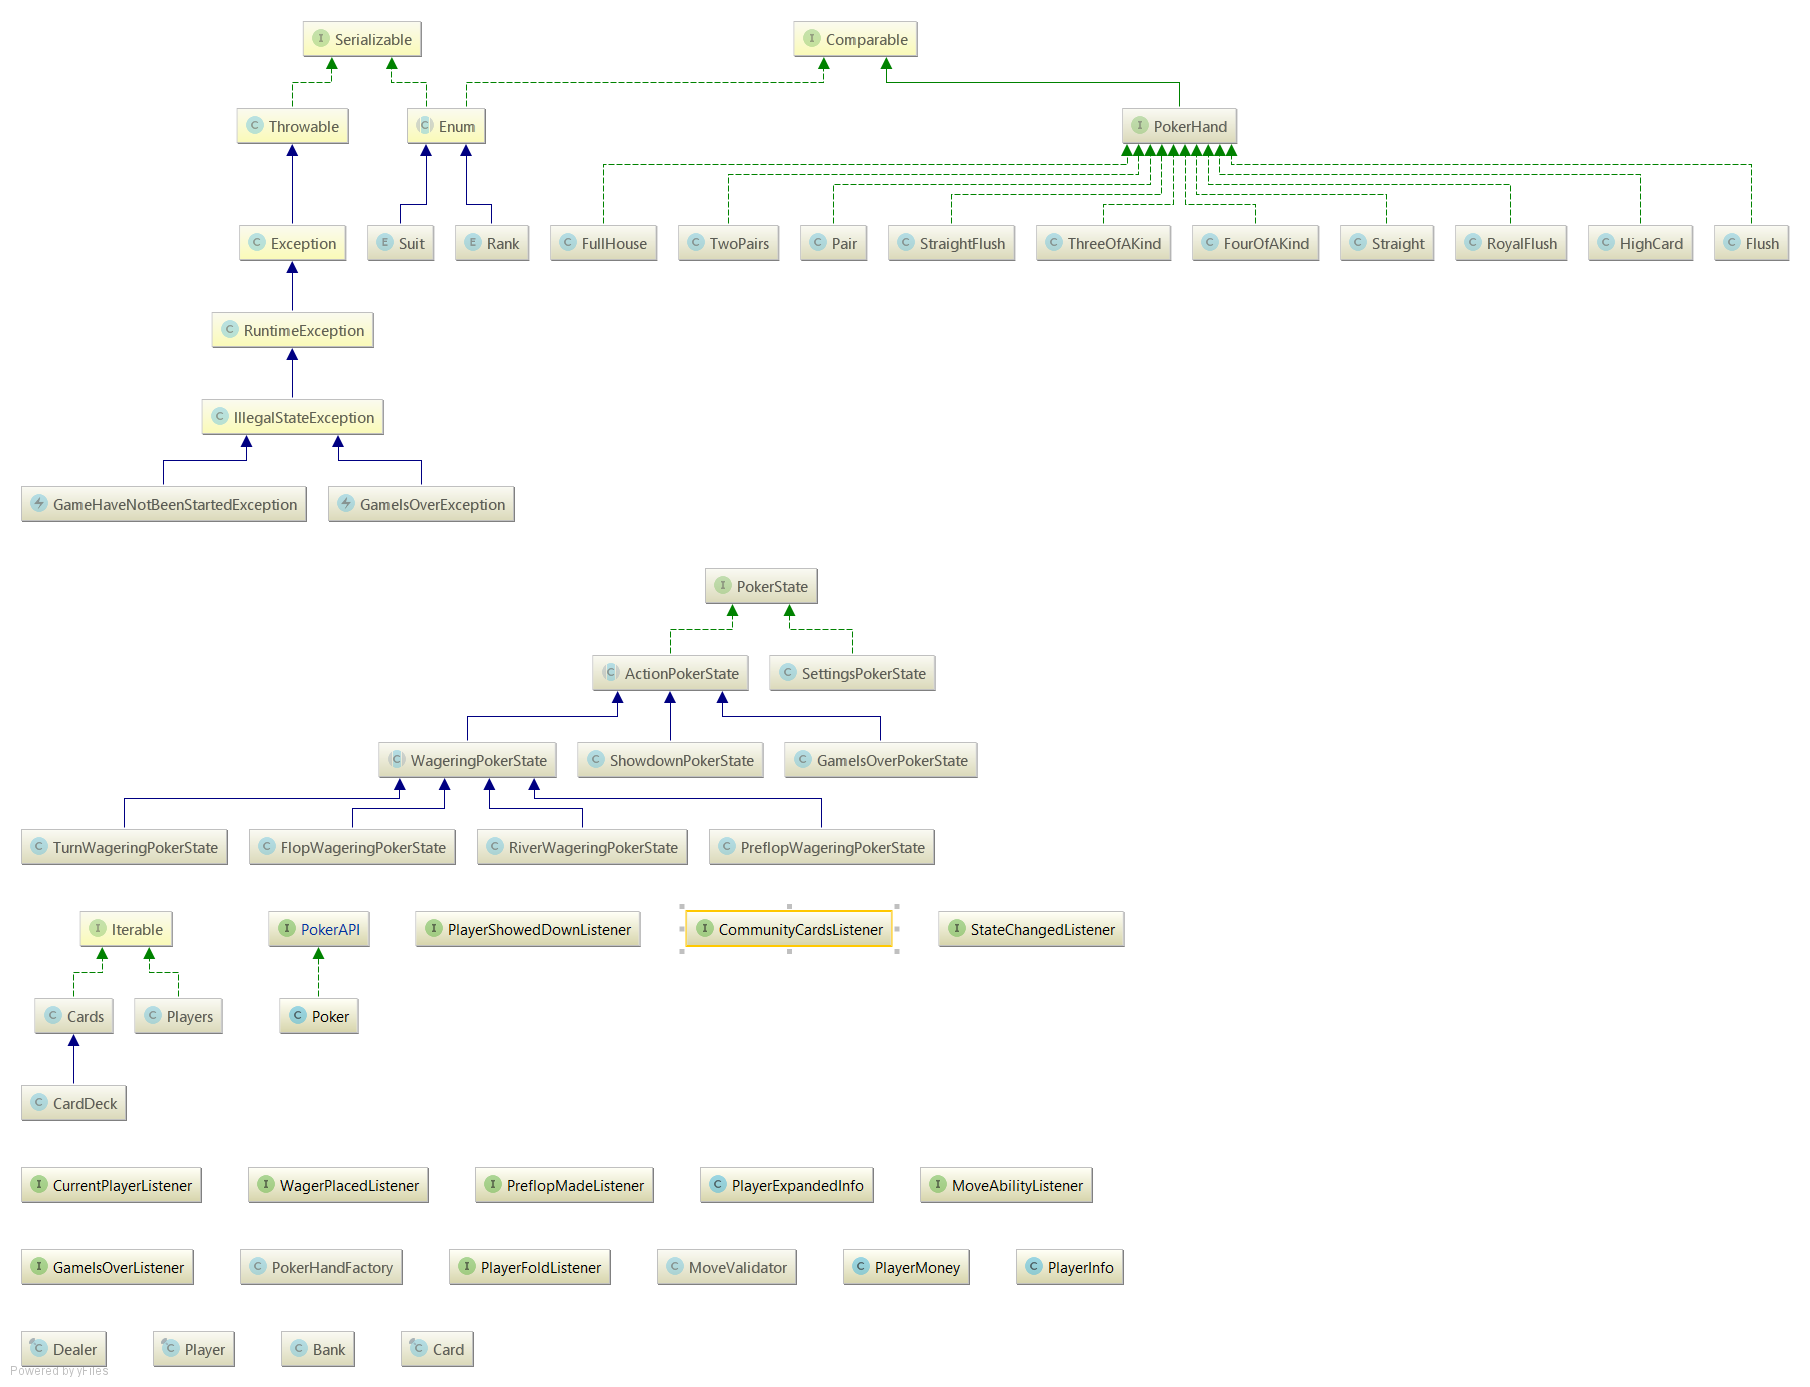 Serializable
Comparable
Throwable
Enum
PokerHand
Exception
Suit
Rank
FullHouse
TwoPairs
Pair
StraightFlush
ThreeOfAKind
FourOfAKind
Straight
RoyalFlush
HighCard
Flush
RuntimeException
IllegalStateException
GameHaveNotBeenStartedException
GameIsOverException
PokerState
ActionPokerState
SettingsPokerState
WageringPokerState
ShowdownPokerState
GameIsOverPokerState
TurnWageringPokerState
FlopWageringPokerState
RiverWageringPokerState
PreflopWageringPokerState
Iterable
PokerAPI
PlayerShowedDownListener
CommunityCardsListener
StateChangedListener
Cards
Players
Poker
CardDeck
CurrentPlayerListener
WagerPlacedListener
PreflopMadeListener
PlayerExpandedInfo
MoveAbilityListener
GameIsOverListener
PokerHandFactory
PlayerFoldListener
MoveValidator
PlayerMoney
PlayerInfo
Dealer
Player
Bank
Card
Powered by yFiles